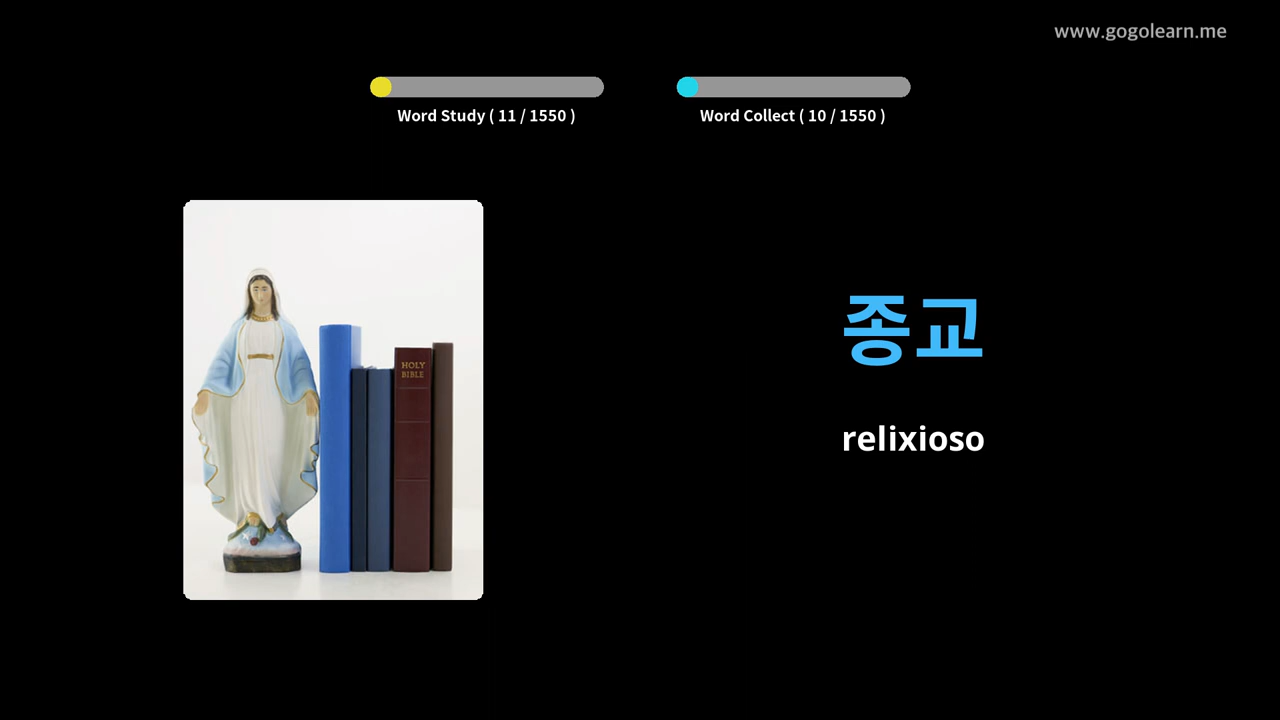 www.gogolearn.me
Word Study ( 11 / 1550 )
Word Collect ( 10 / 1550 )
HOLY
BIBLE
종교
relixioso